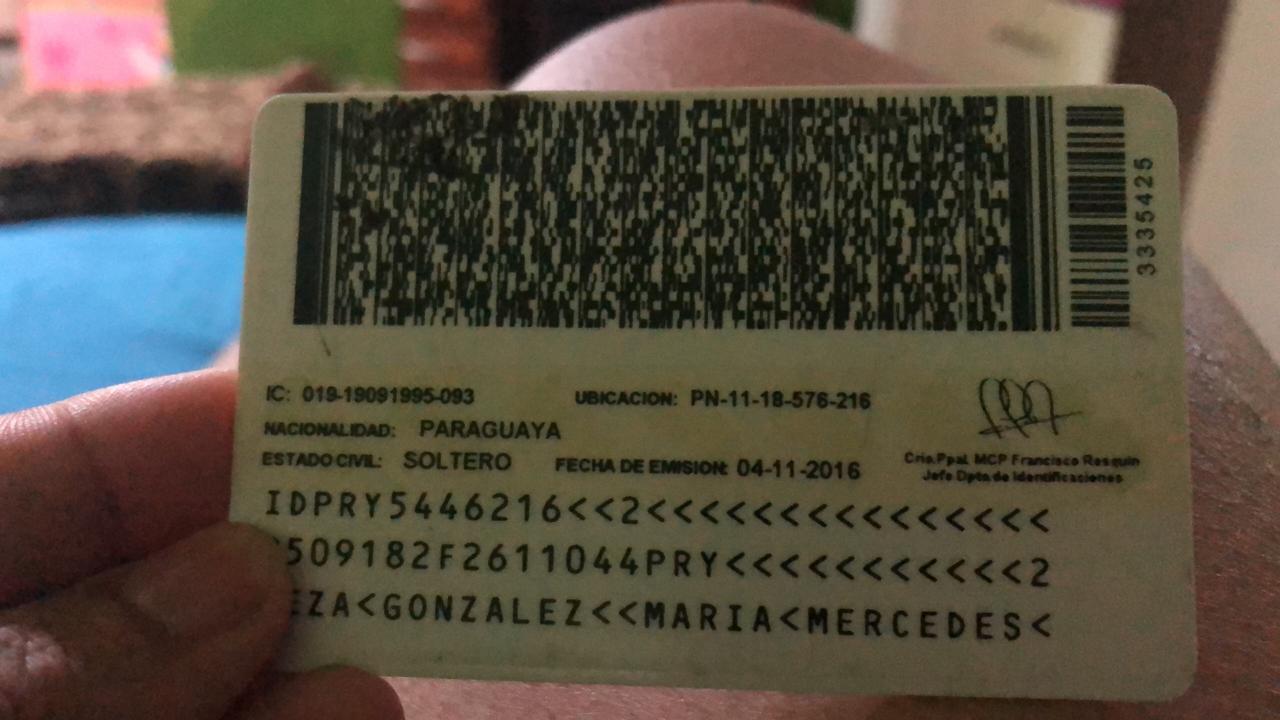 3335425
IC: 019-19091995-093 UBICACION: PN-11-18-576-216
NACIONALIDAD: PARAGUAYA
ESTADO CIVIL: SOLTERO FECHA DE EMISION: 04-11-2016
Crio.Ppal. MCP Francisco Resquin
Jefe Dpto de Identificaciones
IDPRY5446216<<2<<<<<<<<<<<<<<<
509182F2611044PRY<<<<<<<<<<<2
EZA<GONZALEZ<<MARIA<MERCEDES<